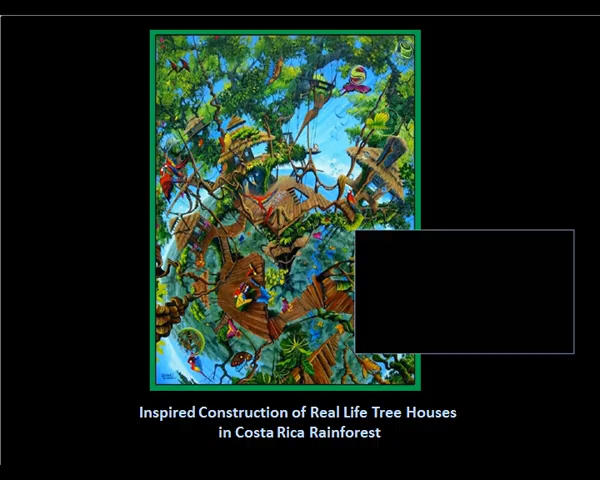 Inspired Construction of Real Life Tree Houses
in Costa Rica Rainforest